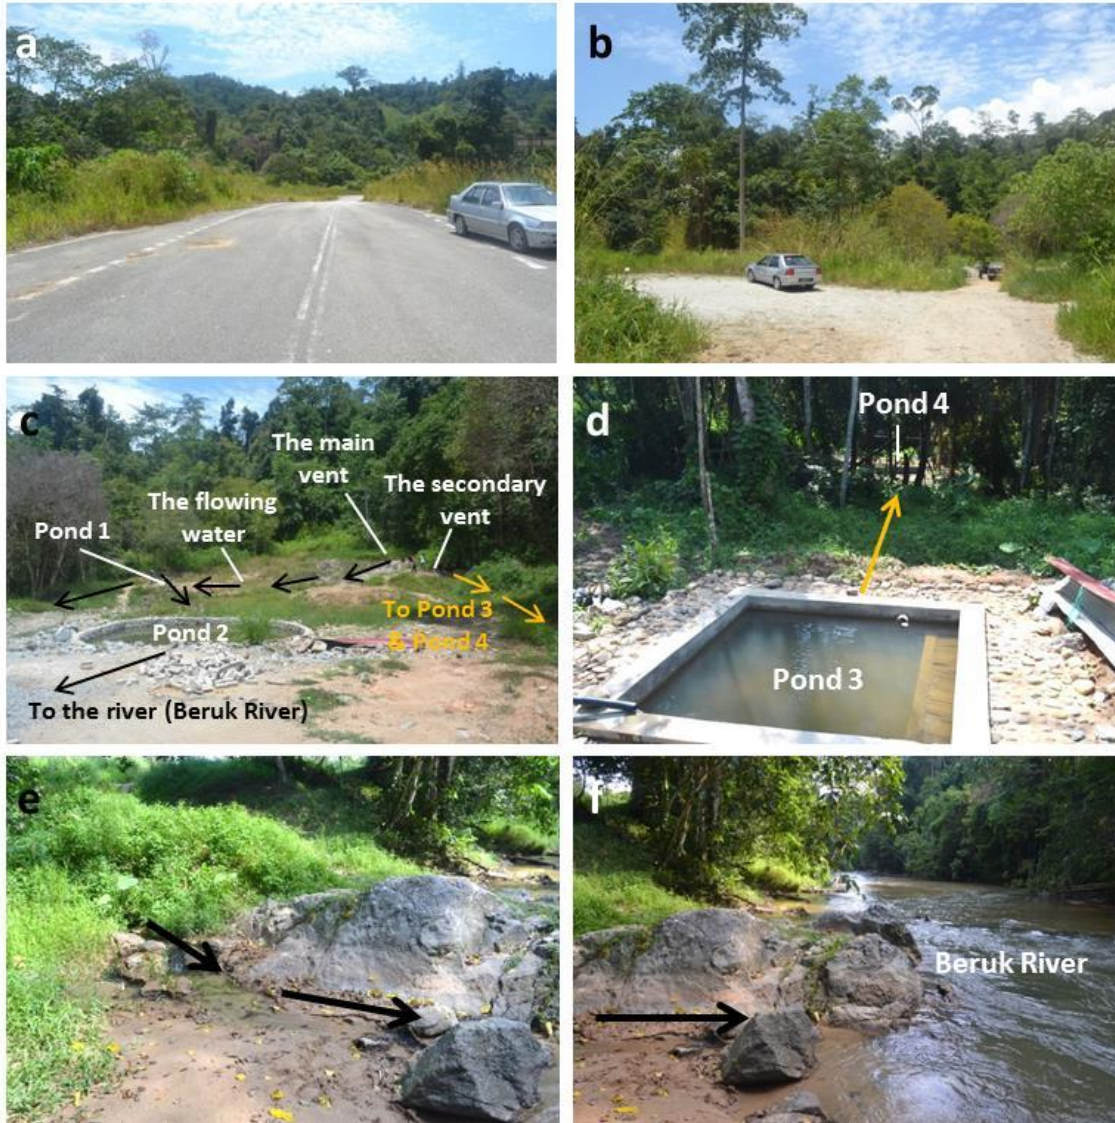 a
b
c
The main
vent
The secondary
vent
The flowing
water
Pond 1
Pond 2
To Pond 3
& Pond 4
To the river (Beruk River)
d
Pond 4
Pond 3
e
f
Beruk River